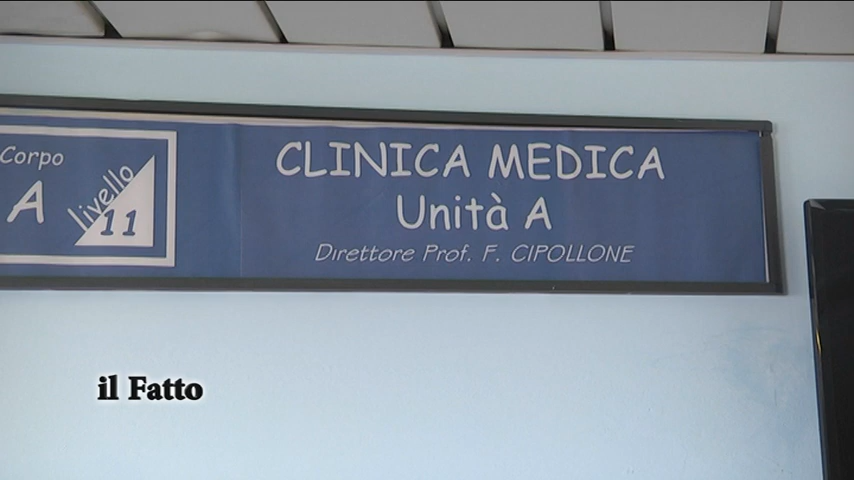 Corpo
A
livello
11
CLINICA MEDICA
Unità A
Direttore Prof. F. CIPOLLONE
il Fatto